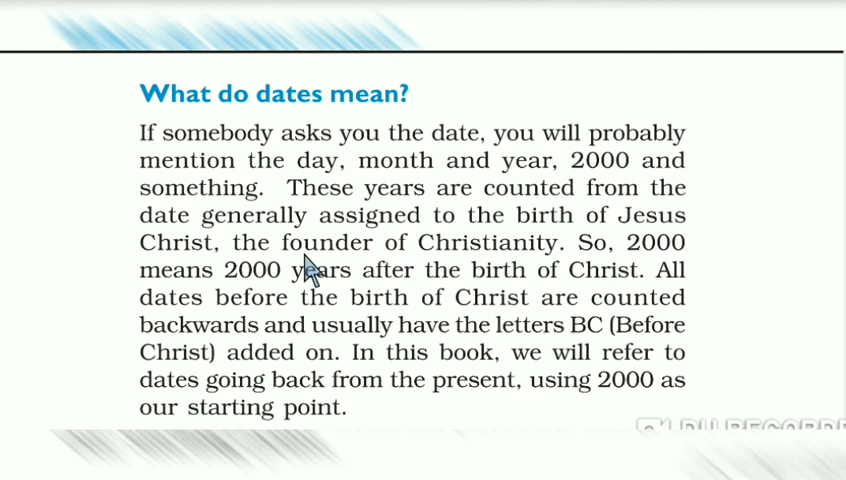 What do dates mean?
If somebody asks you the date, you will probably
mention the day, month and year, 2000 and
something. These years are counted from the
date generally assigned to the birth of Jesus
Christ, the founder of Christianity. So, 2000
means 2000 years after the birth of Christ. All
dates before the birth of Christ are counted
backwards and usually have the letters BC (Before
Christ) added on. In this book, we will refer to
dates going back from the present, using 2000 as
our starting point.
DU RECORDE